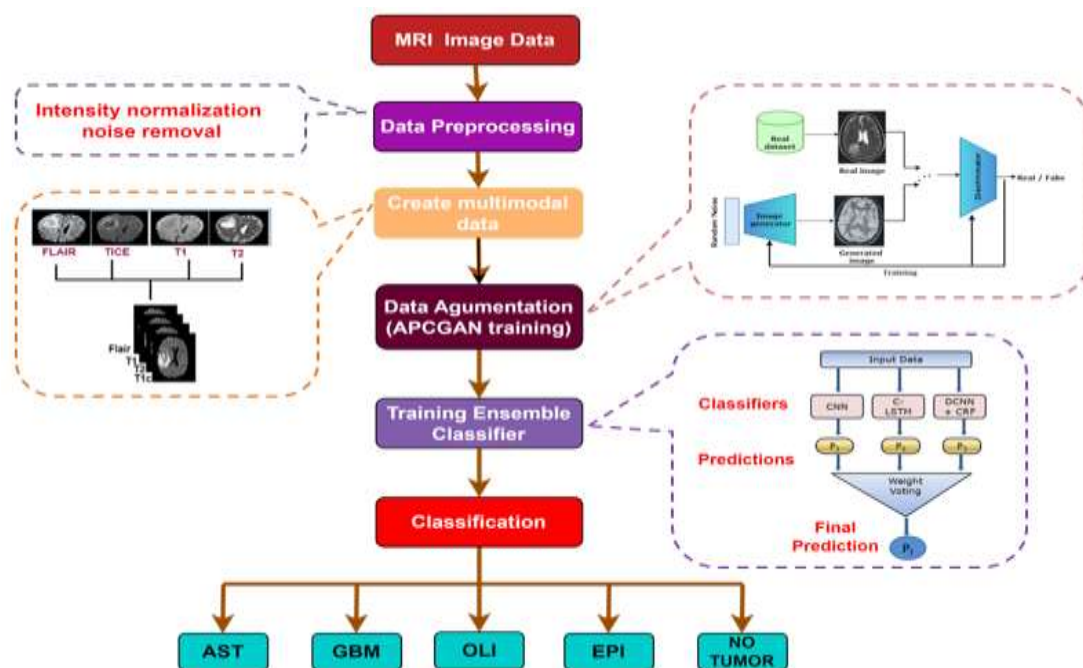 MRI Image Data
Intensity normalization
noise removal
Data Preprocessing
Create multimodal
data
FLAIR
TICE
T1
T2
Flair
T1
T2
T1c
Data Agumentation
(APCGAN training)
Real
dataset
Real image
Random Noise
Image
generator
Generated
image
Real / Fake
Training
Training Ensemble
Classifier
Input Data
Classifiers
CNN
C-
LSTM
DCNN
+ CRF
Predictions
Weight
Voting
Final
Prediction
Classification
AST
GBM
OLI
EPI
NO
TUMOR